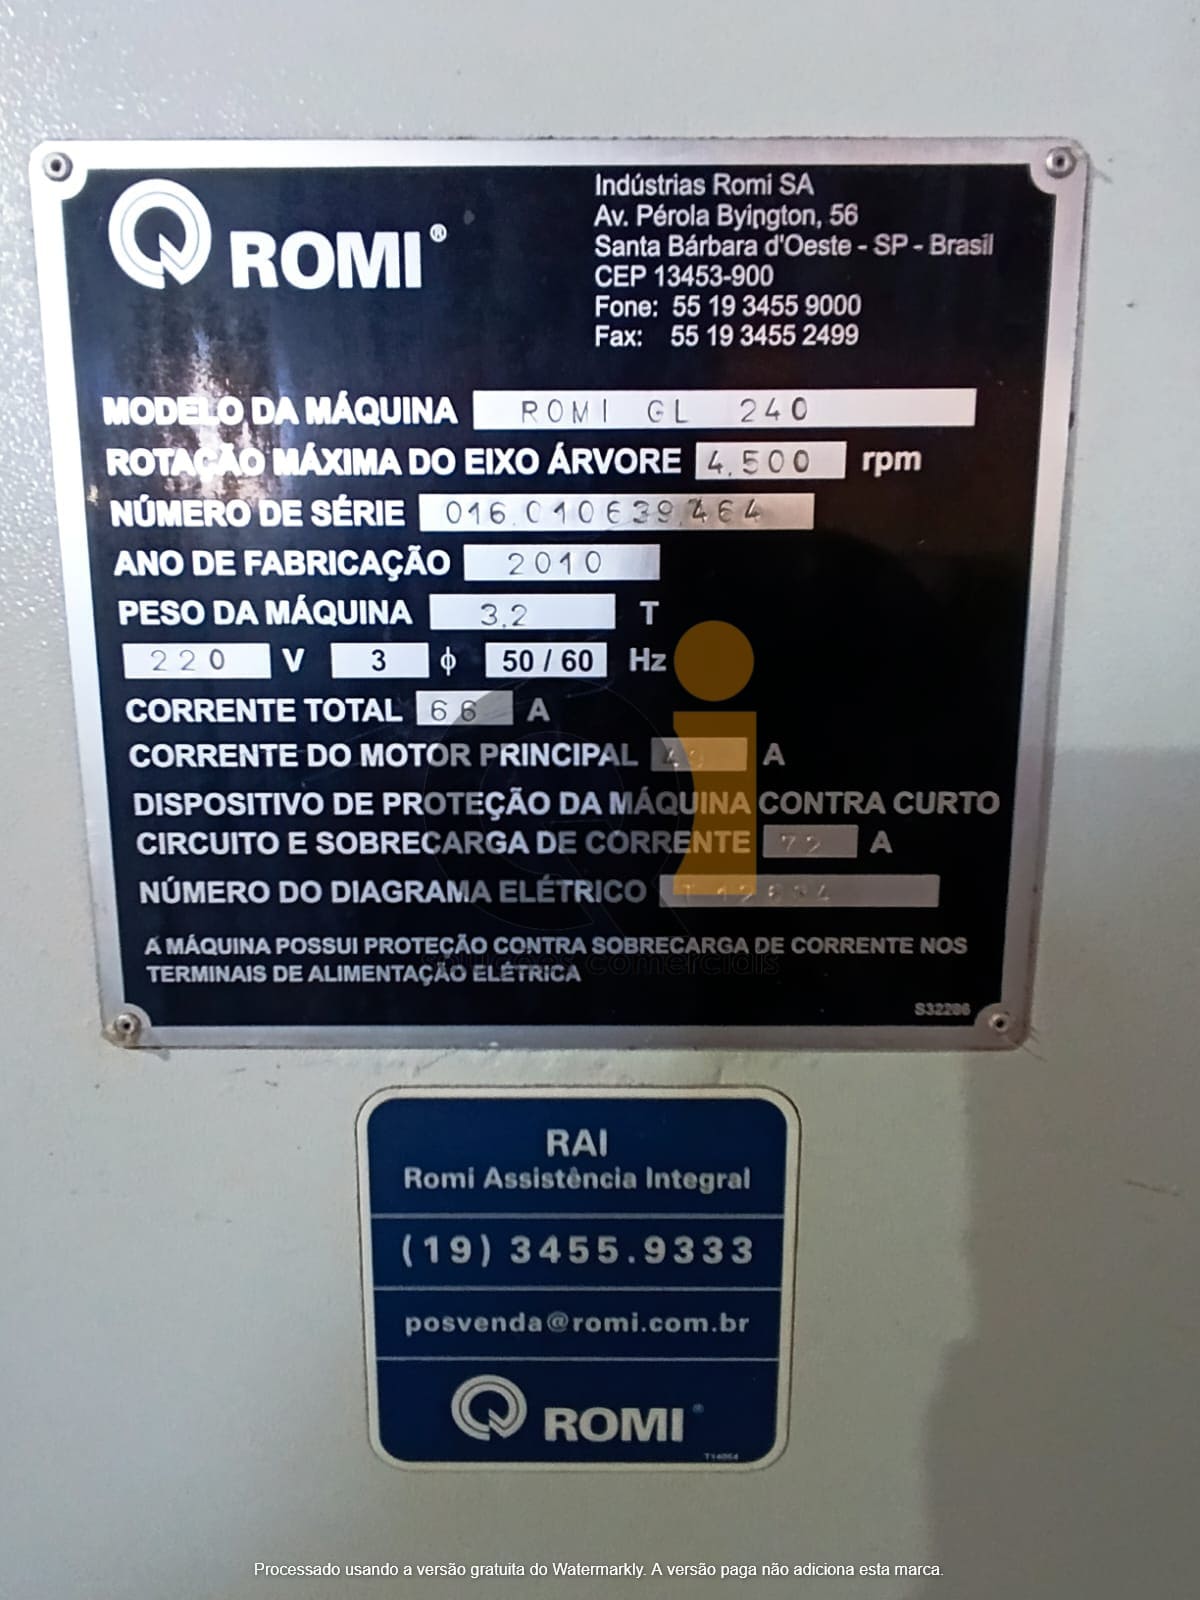 ROMI®
Indústrias Romi SA
Av. Pérola Byington, 56
Santa Bárbara d'Oeste - SP - Brasil
CEP 13453-900
Fone: 55 19 3455 9000
Fax: 55 19 3455 2499
MODELO DA MÁQUINA ROMI GL 240
ROTAÇÃO MÁXIMA DO EIXO ÁRVORE 4.500 rpm
NÚMERO DE SÉRIE 016.010639.464
ANO DE FABRICAÇÃO 2010
PESO DA MÁQUINA 3,2 T
220 V 3 ϕ 50 / 60 Hz
CORRENTE TOTAL 66 A
CORRENTE DO MOTOR PRINCIPAL A
DISPOSITIVO DE PROTEÇÃO DA MÁQUINA CONTRA CURTO
CIRCUITO E SOBRECARGA DE CORRENTE 72 A
NÚMERO DO DIAGRAMA ELÉTRICO
A MÁQUINA POSSUI PROTEÇÃO CONTRA SOBRECARGA DE CORRENTE NOS
TERMINAIS DE ALIMENTAÇÃO ELÉTRICA
soluções comerciais
S32286
RAI
Romi Assistência Integral
(19) 3455.9333
posvenda@romi.com.br
ROMI®
Processado usando a versão gratuita do Watermarkly. A versão paga não adiciona esta marca.